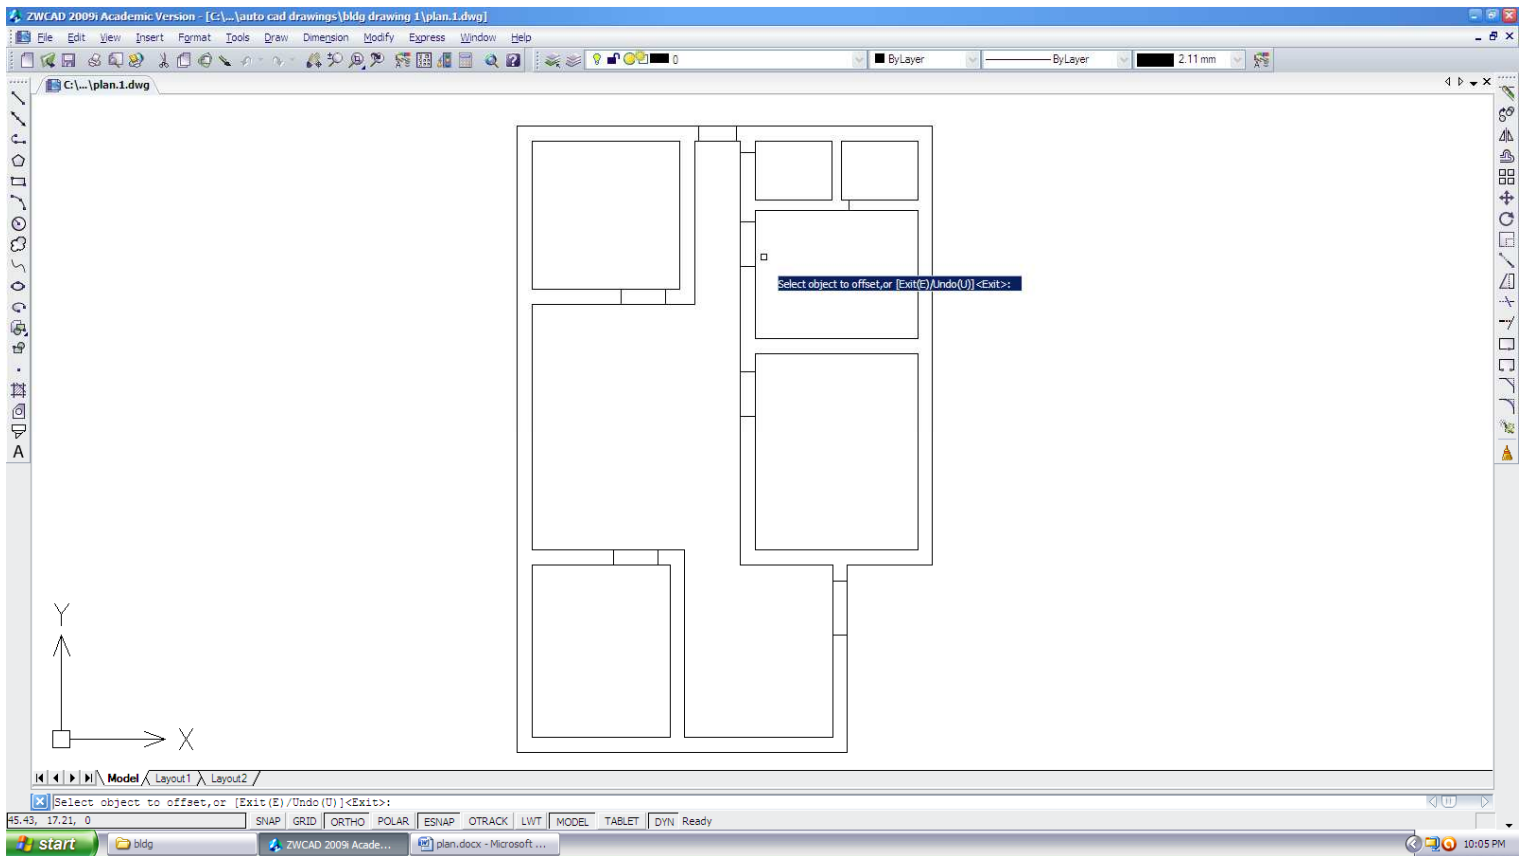 ZWCAD 2009i Academic Version - [C:\...\auto cad drawings\bldg drawing 1\plan.1.dwg]
File Edit View Insert Format Tools Draw Dimension Modify Express Window Help
0 ByLayer ByLayer 2.11 mm
C:\...\plan.1.dwg
Select object to offset,or [Exit(E)/Undo(U)]<Exit>:
A
Y
X
Model Layout1 Layout2
Select object to offset,or [Exit(E)/Undo(U)]<Exit>:
45.43, 17.21, 0 SNAP GRID ORTHO POLAR ESNAP OTRACK LWT MODEL TABLET DYN Ready
start bldg ZWCAD 2009i Acade... plan.docx - Microsoft ... 10:05 PM